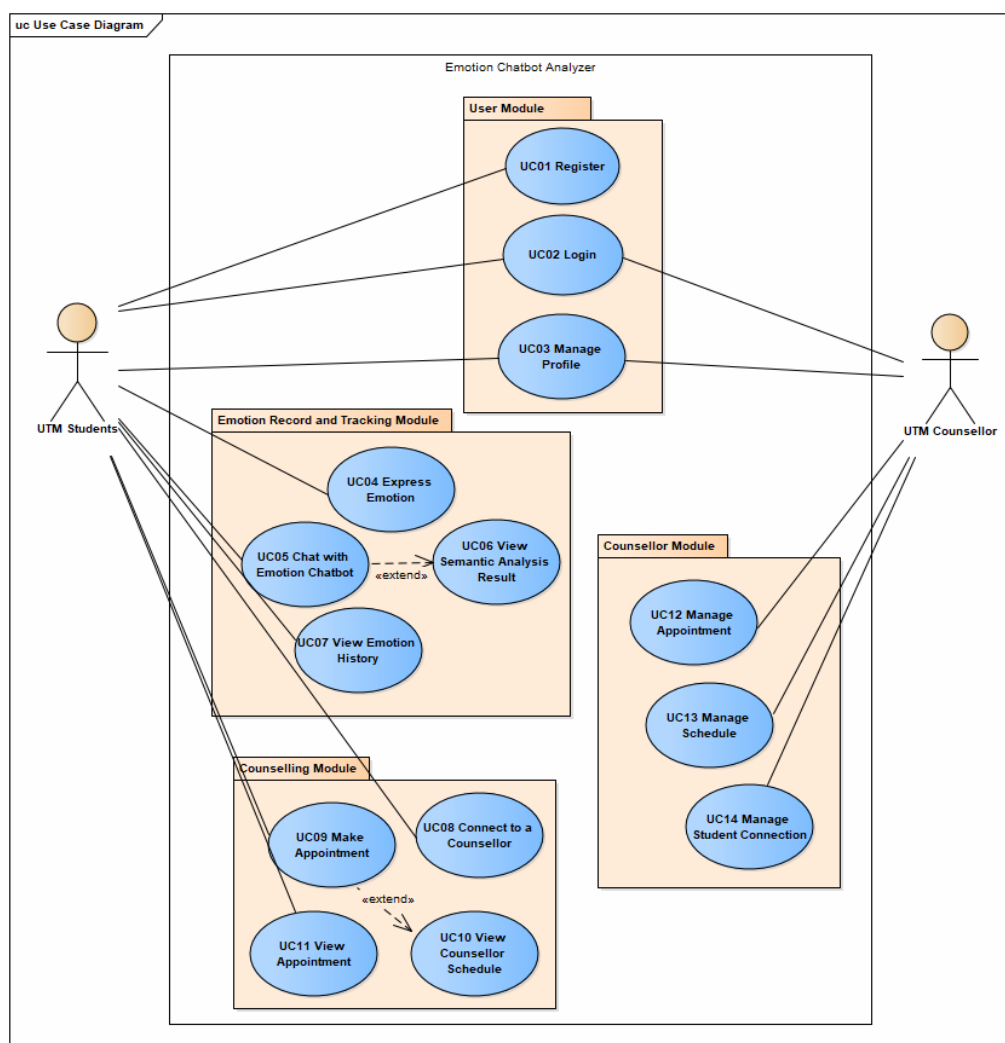 uc Use Case Diagram
Emotion Chatbot Analyzer
User Module
UC01 Register
UC02 Login
UC03 Manage
Profile
UTM Students
UTM Counsellor
Emotion Record and Tracking Module
UC04 Express
Emotion
UC05 Chat with
Emotion Chatbot
«extend»
UC06 View
Semantic Analysis
Result
UC07 View Emotion
History
Counsellor Module
UC12 Manage
Appointment
UC13 Manage
Schedule
UC14 Manage
Student Connection
Counselling Module
UC09 Make
Appointment
UC08 Connect to a
Counsellor
«extend»
UC11 View
Appointment
UC10 View
Counsellor
Schedule